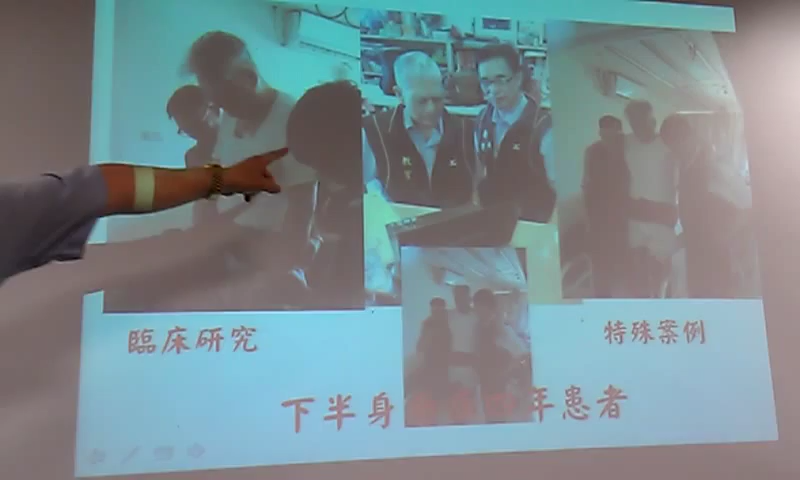 臨床研究
特殊案例
下半身 年患者